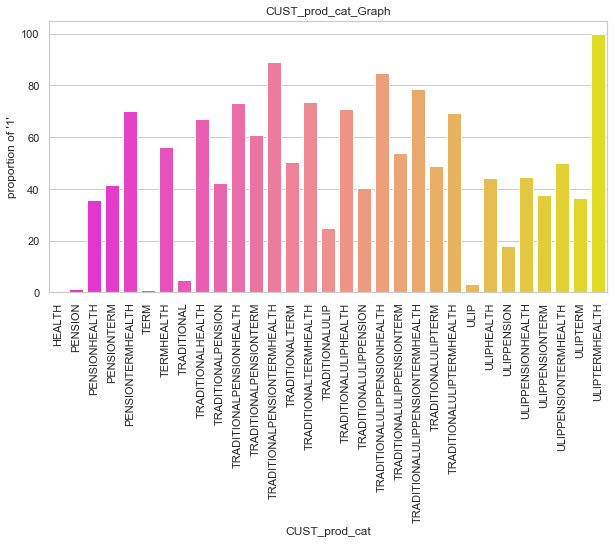 CUST_prod_cat_Graph
proportion of '1'
100
80
60
40
20
0
HEALTH
PENSION
PENSIONHEALTH
PENSIONTERM
PENSIONTERMHEALTH
TERM
TERMHEALTH
TRADITIONAL
TRADITIONALHEALTH
TRADITIONALPENSION
TRADITIONALPENSIONHEALTH
TRADITIONALPENSIONTERM
TRADITIONALPENSIONTERMHEALTH
TRADITIONALTERM
TRADITIONALTERMHEALTH
TRADITIONALULIP
TRADITIONALULIPHEALTH
TRADITIONALULIPPENSION
TRADITIONALULIPPENSIONHEALTH
TRADITIONALULIPPENSIONTERM
TRADITIONALULIPPENSIONTERMHEALTH
TRADITIONALULIPTERM
TRADITIONALULIPTERMHEALTH
ULIP
ULIPHEALTH
ULIPPENSION
ULIPPENSIONHEALTH
ULIPPENSIONTERM
ULIPPENSIONTERMHEALTH
ULIPTERM
ULIPTERMHEALTH
CUST_prod_cat